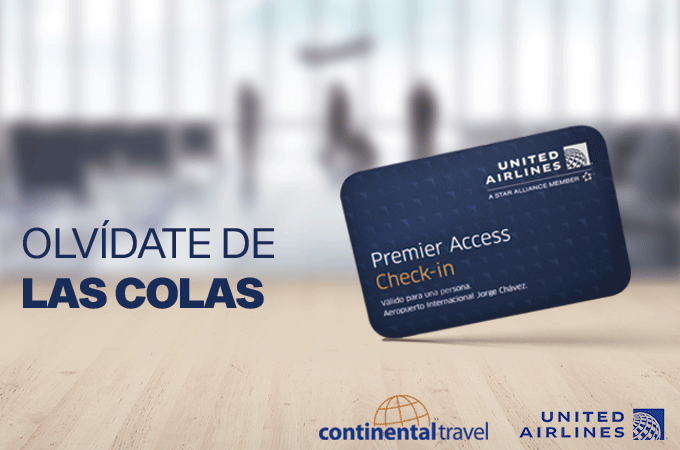 OLVÍDATE DE
LAS COLAS
UNITED
AIRLINES
A STAR ALLIANCE MEMBER
Premier Access
Check-in
Válido para una persona.
Aeropuerto Internacional Jorge Chávez.
continentaltravel
UNITED
AIRLINES